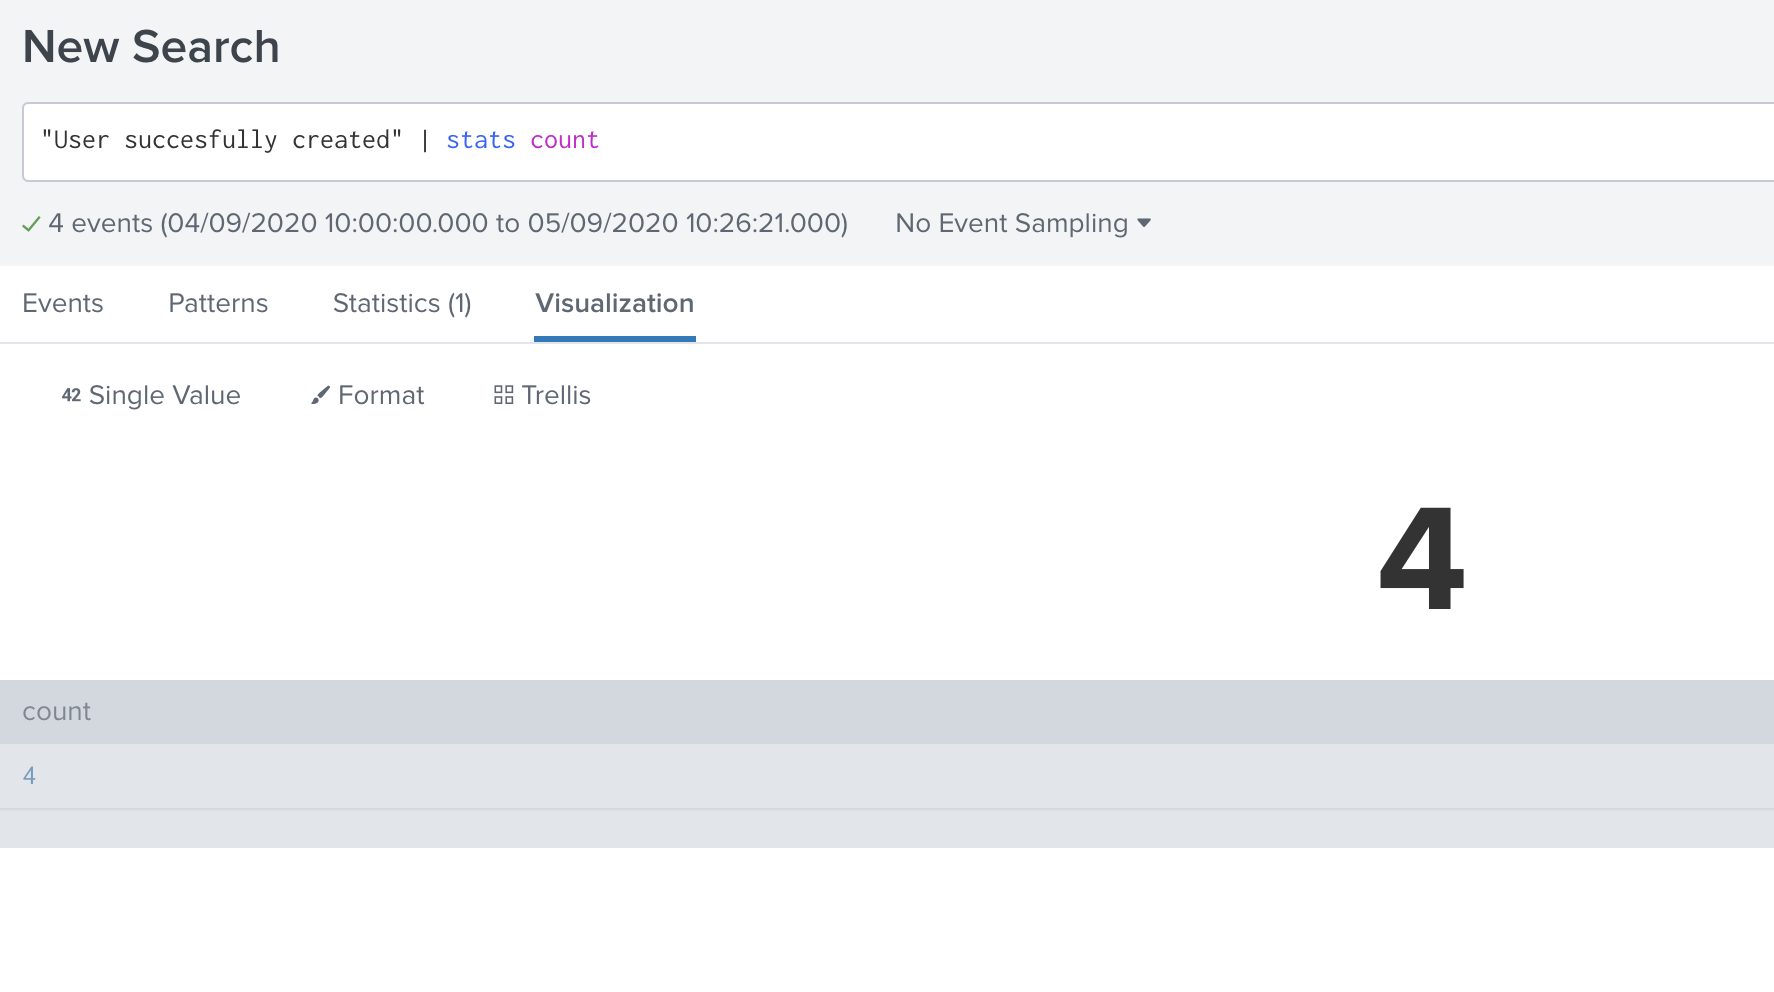 New Search
"User succesfully created" | stats count
4 events (04/09/2020 10:00:00.000 to 05/09/2020 10:26:21.000) No Event Sampling
Events Patterns Statistics (1) Visualization
42 Single Value Format Trellis
4
count
4